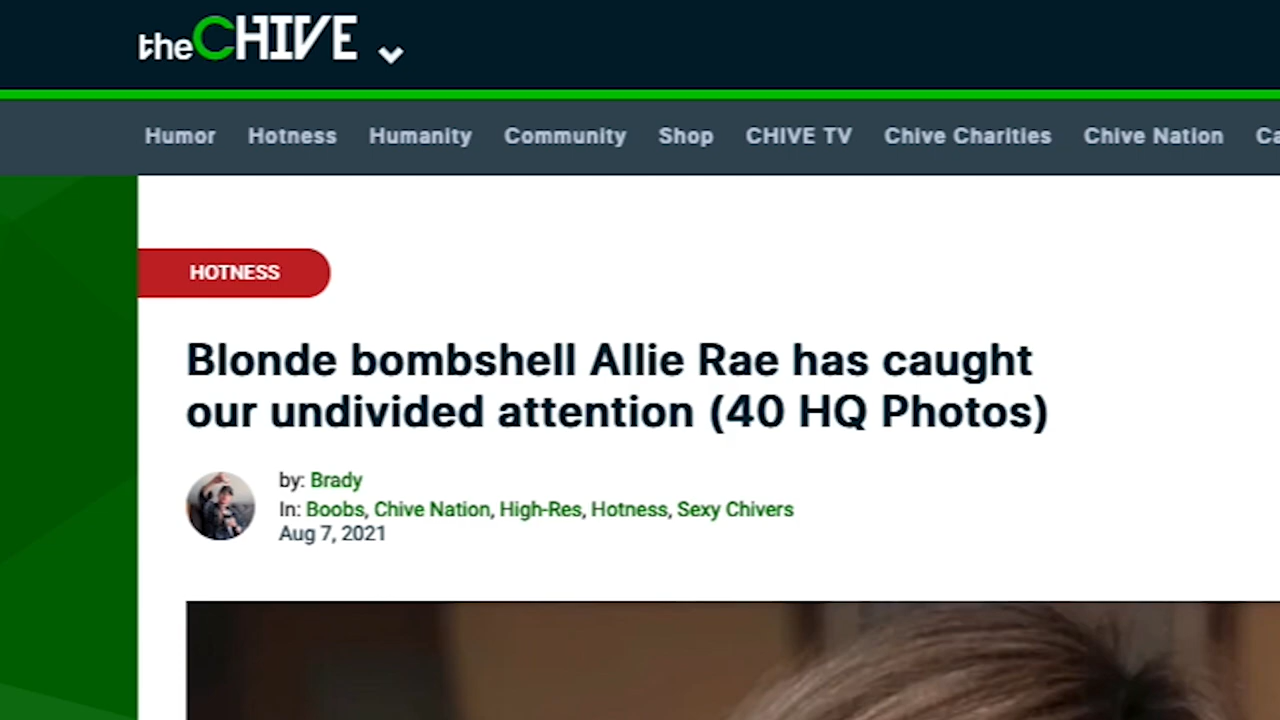 theCHIVE
Humor Hotness Humanity Community Shop CHIVE TV Chive Charities Chive Nation
HOTNESS
Blonde bombshell Allie Rae has caught
our undivided attention (40 HQ Photos)
by: Brady
In: Boobs, Chive Nation, High-Res, Hotness, Sexy Chivers
Aug 7, 2021